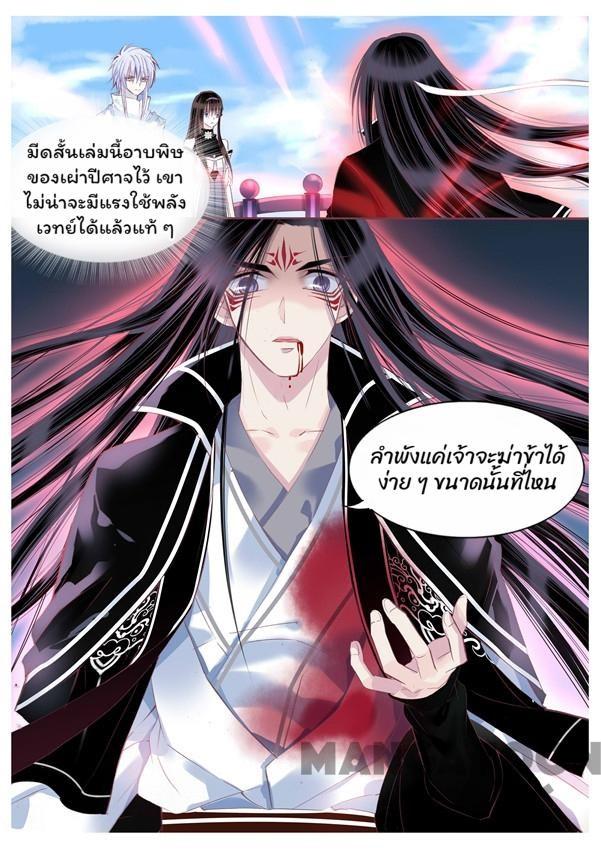 มีดสั้นเล่มนี้อาบพิษ
ของเผ่าปีศาจไว้ เขา
ไม่น่าจะมีแรงใช้พลัง
เวทย์ได้แล้วแท้ ๆ
ลำพังแค่เจ้าจะฆ่าข้าได้
ง่าย ๆ ขนาดนั้นที่ไหน
MANGATOON